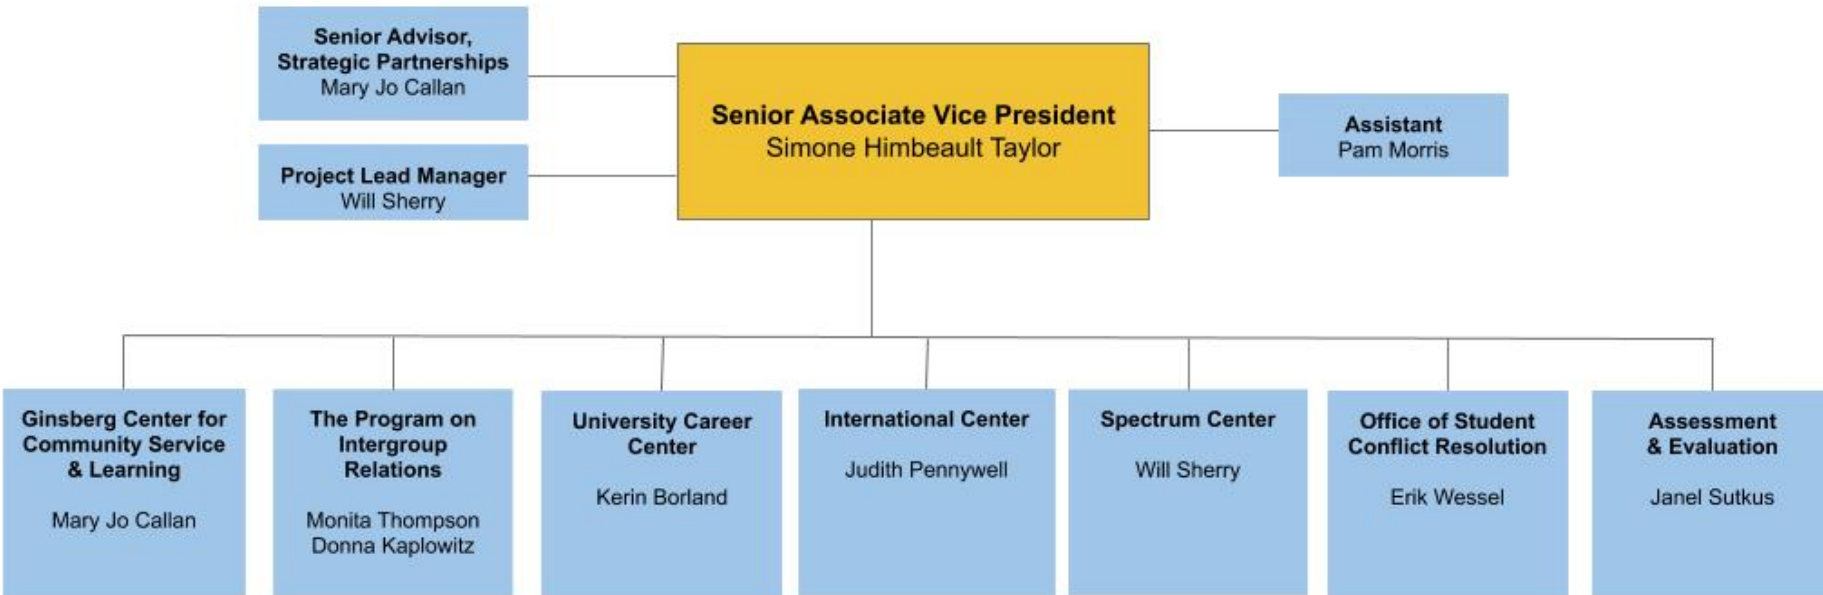 Senior Advisor,
Strategic Partnerships
Mary Jo Callan
Project Lead Manager
Will Sherry
Senior Associate Vice President
Simone Himbeault Taylor
Assistant
Pam Morris
Ginsberg Center for
Community Service
& Learning
Mary Jo Callan
The Program on
Intergroup
Relations
Monita Thompson
Donna Kaplowitz
University Career
Center
Kerin Borland
International Center
Judith Pennywell
Spectrum Center
Will Sherry
Office of Student
Conflict Resolution
Erik Wessel
Assessment
& Evaluation
Janel Sutkus